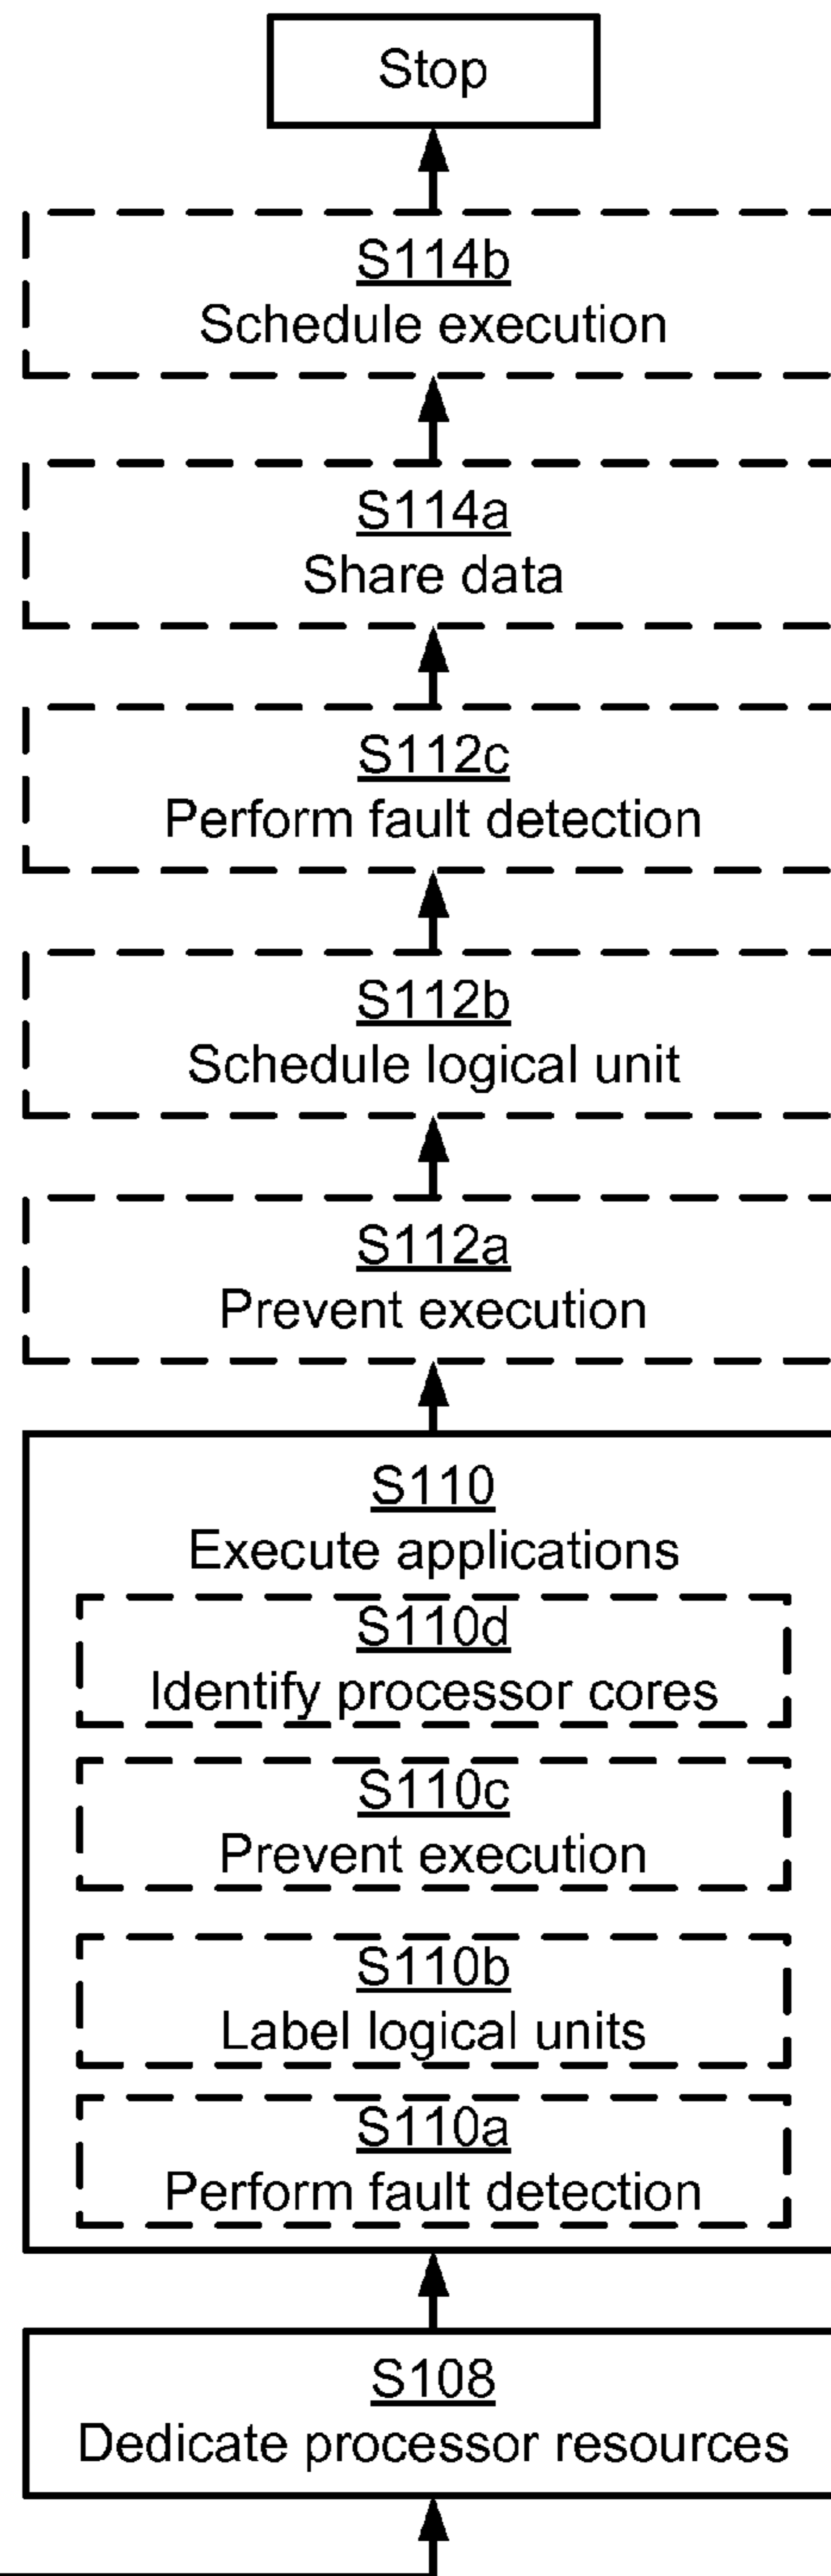 Stop
S114b
Schedule execution
S114a
Share data
S112c
Perform fault detection
S112b
Schedule logical unit
S112a
Prevent execution
S110
Execute applications
S110d
Identify processor cores
S110c
Prevent execution
S110b
Label logical units
S110a
Perform fault detection
S108
Dedicate processor resources